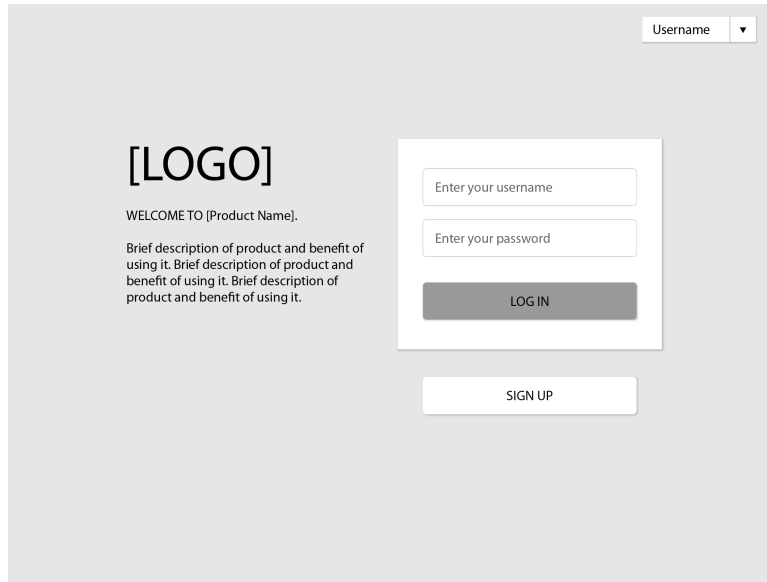 Username ▼
[LOGO]
WELCOME TO [Product Name].
Brief description of product and benefit of
using it. Brief description of product and
benefit of using it. Brief description of
product and benefit of using it.
Enter your username
Enter your password
LOG IN
SIGN UP